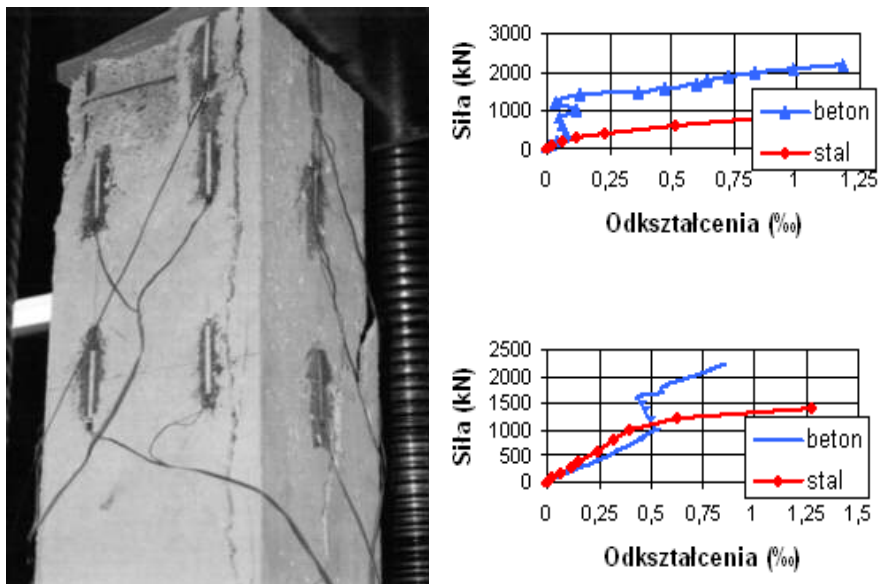 Siła (kN)
3000
2000
1000
0
0 0,25 0,5 0,75 1 1,25
beton
stal
Odkształcenia (‰)
Siła (kN)
2500
2000
1500
1000
500
0
0 0,25 0,5 0,75 1 1,25 1,5
beton
stal
Odkształcenia (‰)